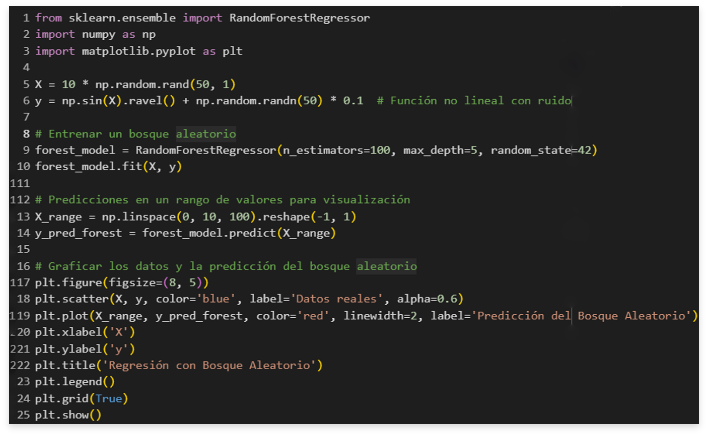 1 from sklearn.ensemble import RandomForestRegressor
2 import numpy as np
3 import matplotlib.pyplot as plt
4
5 X = 10 * np.random.rand(50, 1)
6 y = np.sin(X).ravel() + np.random.randn(50) * 0.1  # Función no lineal con ruido
7
8 # Entrenar un bosque aleatorio
9 forest_model = RandomForestRegressor(n_estimators=100, max_depth=5, random_state=42)
10 forest_model.fit(X, y)
111
112 # Predicciones en un rango de valores para visualización
13 X_range = np.linspace(0, 10, 100).reshape(-1, 1)
14 y_pred_forest = forest_model.predict(X_range)
15
16 # Graficar los datos y la predicción del bosque aleatorio
117 plt.figure(figsize=(8, 5))
18 plt.scatter(X, y, color='blue', label='Datos reales', alpha=0.6)
119 plt.plot(X_range, y_pred_forest, color='red', linewidth=2, label='Predicción del Bosque Aleatorio')
.20 plt.xlabel('X')
221 plt.ylabel('y')
222 plt.title('Regresión con Bosque Aleatorio')
23 plt.legend()
24 plt.grid(True)
25 plt.show()